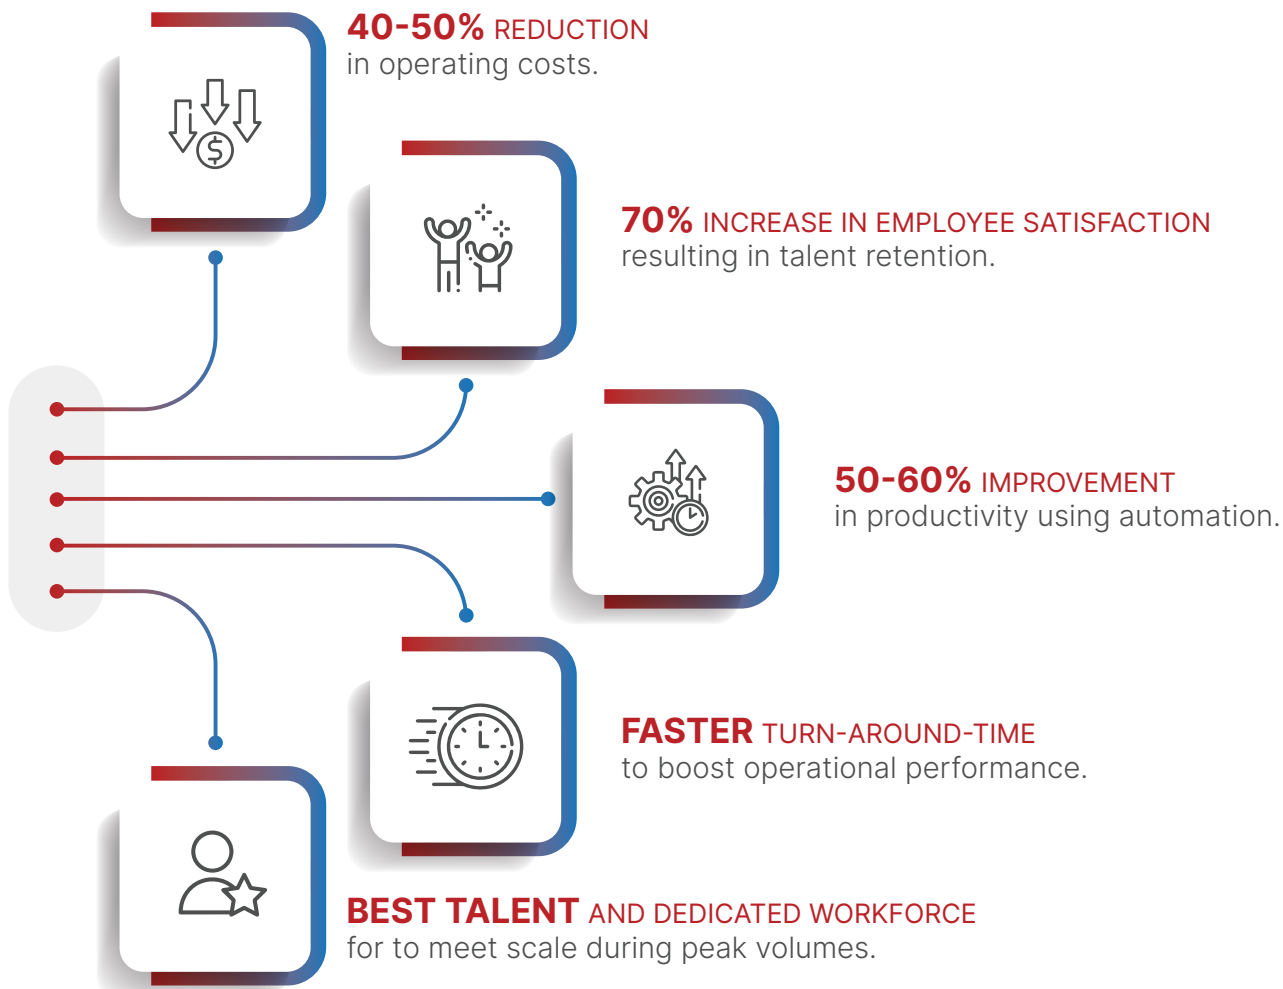 40-50% REDUCTION
in operating costs.
70% INCREASE IN EMPLOYEE SATISFACTION
resulting in talent retention.
50-60% IMPROVEMENT
in productivity using automation.
FASTER TURN-AROUND-TIME
to boost operational performance.
BEST TALENT AND DEDICATED WORKFORCE
for to meet scale during peak volumes.